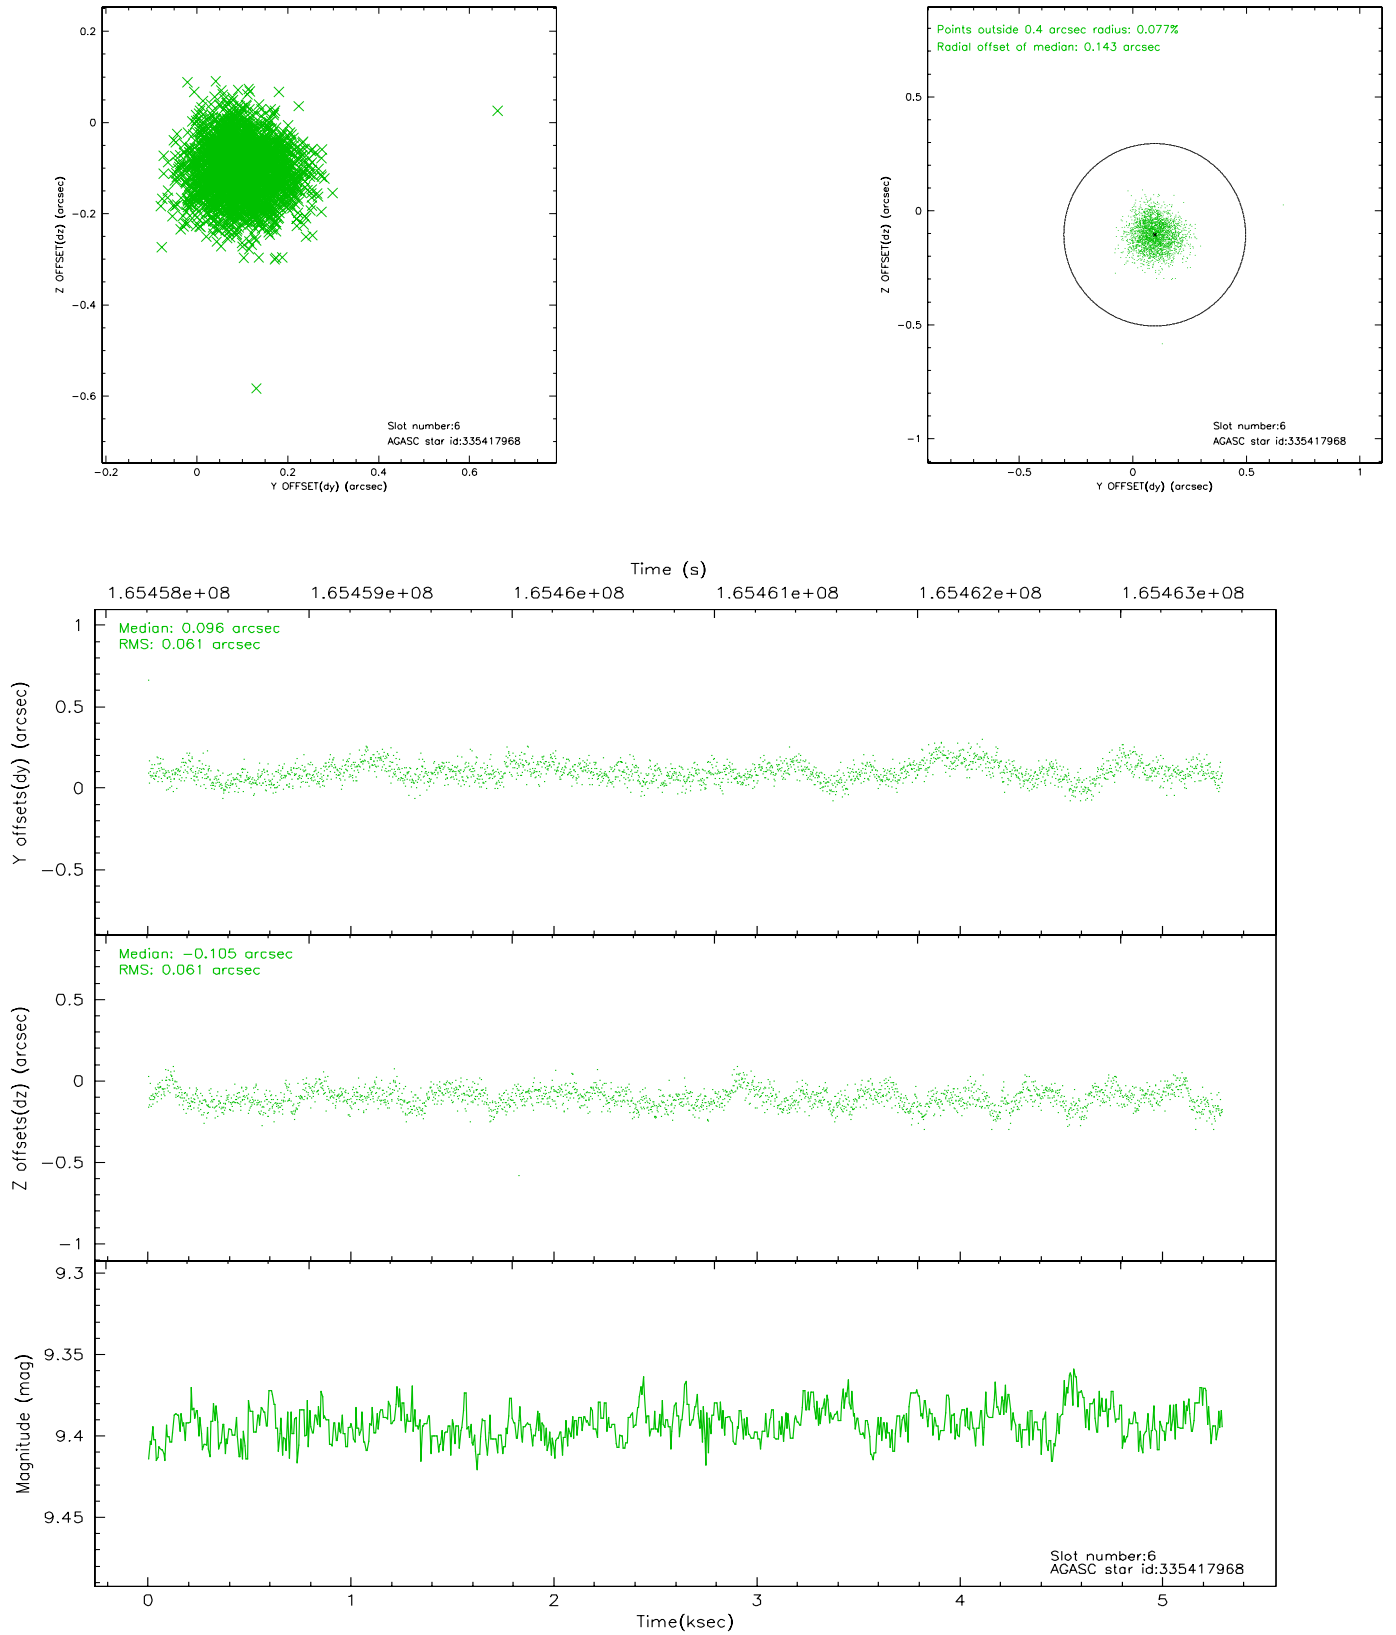 0.2
0
−0.2
−0.4
−0.6
Z OFFSET(dz) (arcsec)
Slot number:6
AGASC star id:335417968
−0.2 0 0.2 0.4 0.6
Y OFFSET(dy) (arcsec)
Points outside 0.4 arcsec radius: 0.077%
Radial offset of median: 0.143 arcsec
0.5
0
−0.5
−1
Z OFFSET(dz) (arcsec)
Slot number:6
AGASC star id:335417968
−0.5 0 0.5 1
Y OFFSET(dy) (arcsec)
Time (s)
1.65458e+08 1.65459e+08 1.6546e+08 1.65461e+08 1.65462e+08 1.65463e+08
Median: 0.096 arcsec
RMS: 0.061 arcsec
1
0.5
0
−0.5
Y offsets(dy) (arcsec)
Median: −0.105 arcsec
RMS: 0.061 arcsec
0.5
0
−0.5
−1
Z offsets(dz) (arcsec)
9.3
9.35
9.4
9.45
Magnitude (mag)
Slot number:6
AGASC star id:335417968
0 1 2 3 4 5
Time(ksec)